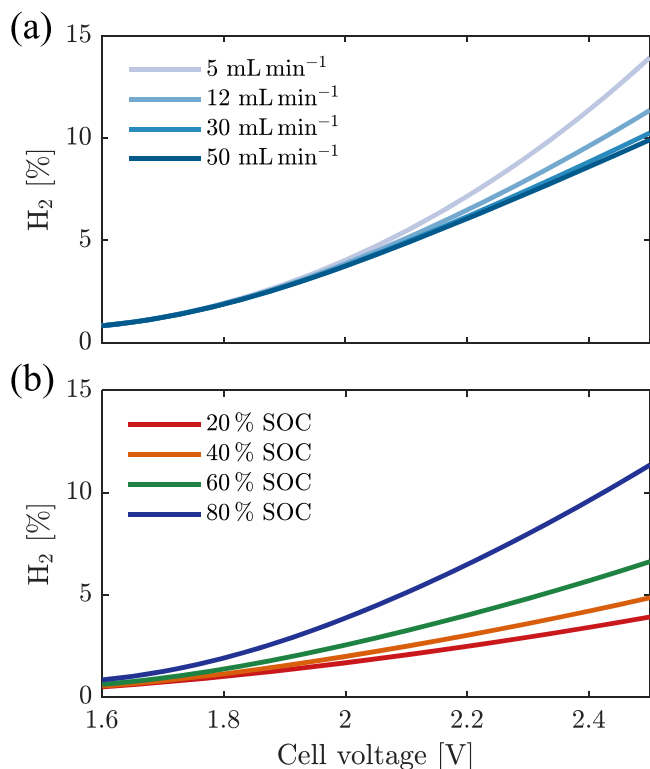 (a)
15
10
5
0
H₂ [%]
5 mL min⁻¹
12 mL min⁻¹
30 mL min⁻¹
50 mL min⁻¹
(b)
15
10
5
0
H₂ [%]
20 % SOC
40 % SOC
60 % SOC
80 % SOC
1.6 1.8 2 2.2 2.4
Cell voltage [V]